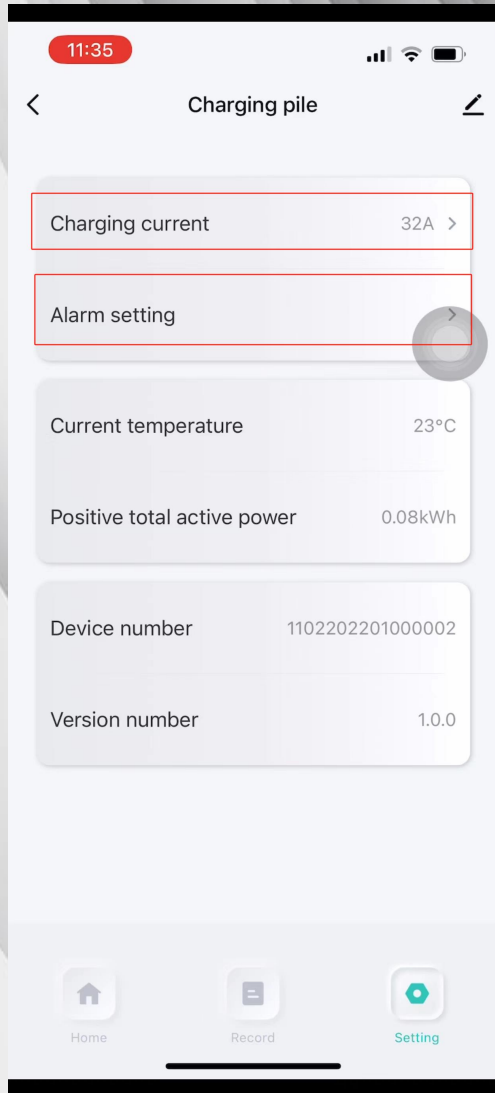 11:35
Charging pile
Charging current 32A
Alarm setting
Current temperature 23°C
Positive total active power 0.08kWh
Device number 1102202201000002
Version number 1.0.0
Home Record Setting